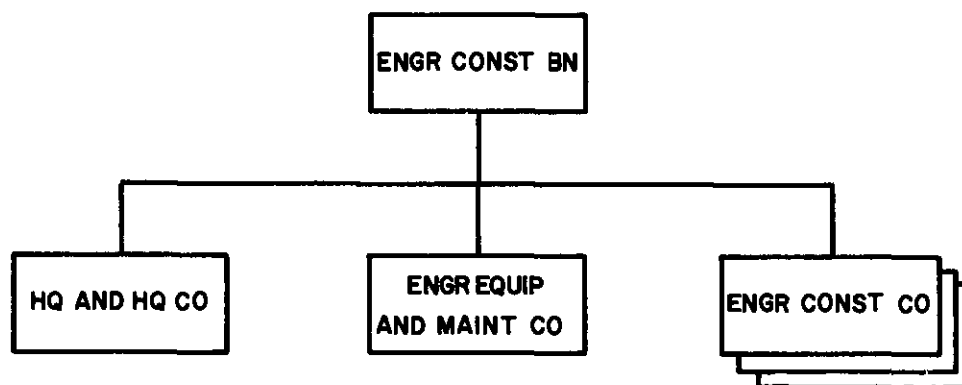 ENGR CONST BN
HQ AND HQ CO
ENGR EQUIP
AND MAINT CO
ENGR CONST CO